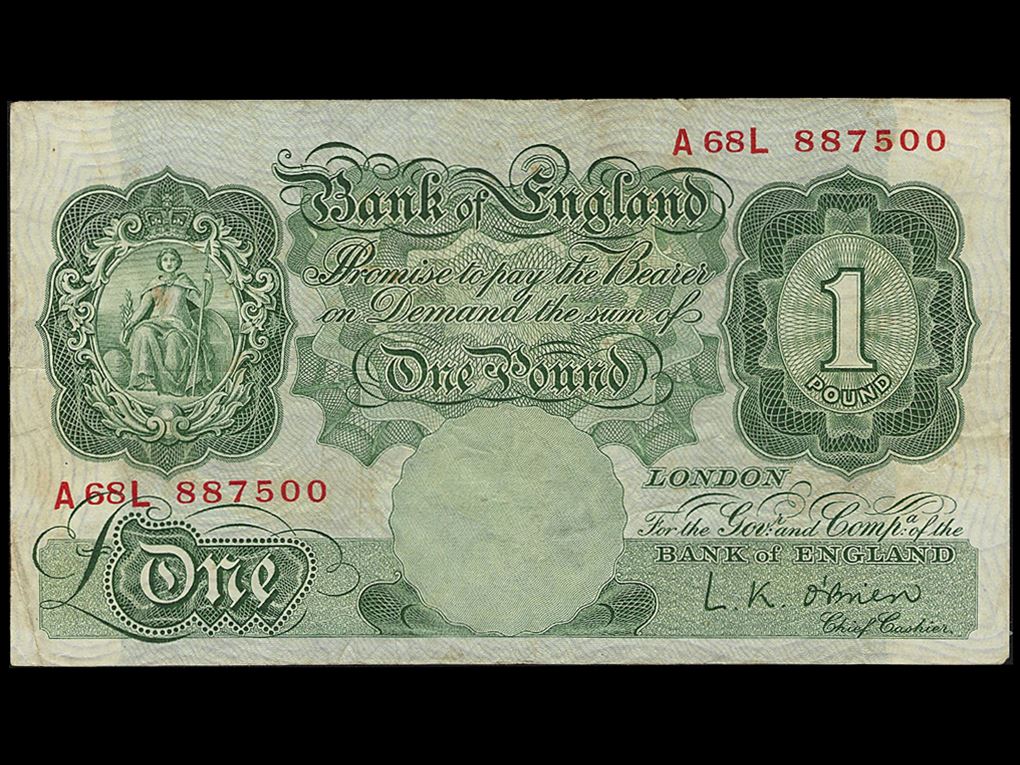 A68L 887500
Bank of England
Promise to pay the Bearer
on Demand the sum of
One Pound
1
POUND
A68L 887500
LONDON
For the Govr. and Compa. of the
BANK of ENGLAND
£One
L. K. O'Brien
Chief Cashier.